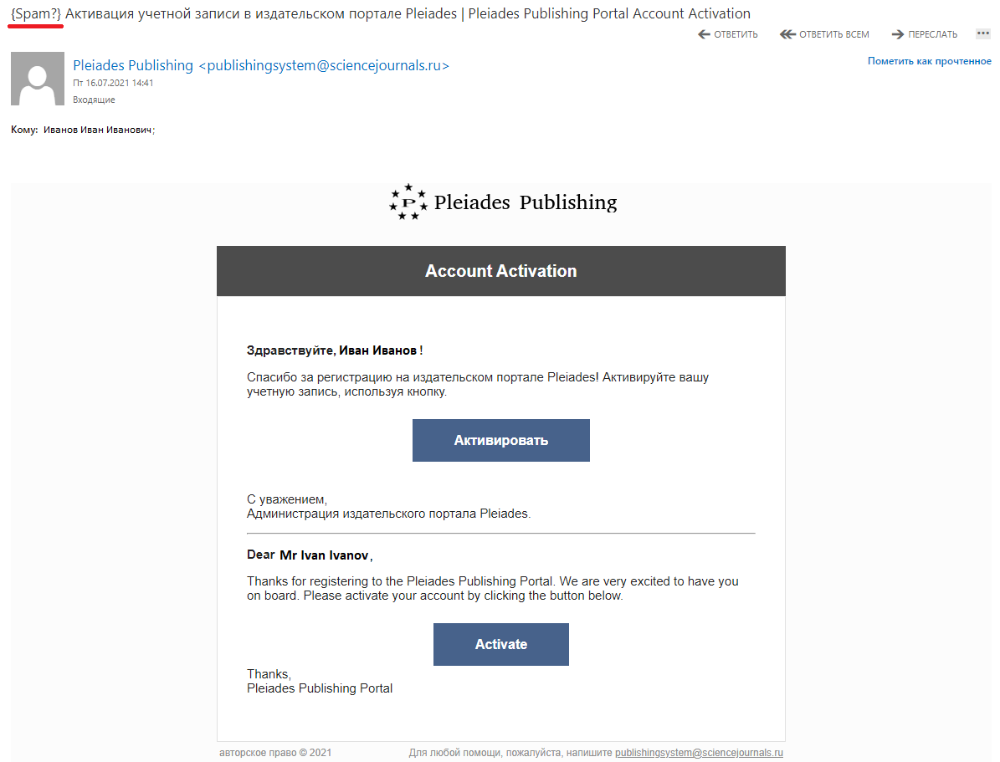 {Spam?} Активация учетной записи в издательском портале Pleiades | Pleiades Publishing Portal Account Activation
ОТВЕТИТЬ ОТВЕТИТЬ ВСЕМ ПЕРЕСЛАТЬ
Pleiades Publishing <publishingsystem@sciencejournals.ru>
Пометить как прочтенное
Пт 16.07.2021 14:41
Входящие
Кому: Иванов Иван Иванович;
P Pleiades Publishing
Account Activation
Здравствуйте, Иван Иванов !
Спасибо за регистрацию на издательском портале Pleiades! Активируйте вашу
учетную запись, используя кнопку.
Активировать
С уважением,
Администрация издательского портала Pleiades.
Dear Mr Ivan Ivanov ,
Thanks for registering to the Pleiades Publishing Portal. We are very excited to have you
on board. Please activate your account by clicking the button below.
Activate
Thanks,
Pleiades Publishing Portal
авторское право © 2021 Для любой помощи, пожалуйста, напишите publishingsystem@sciencejournals.ru